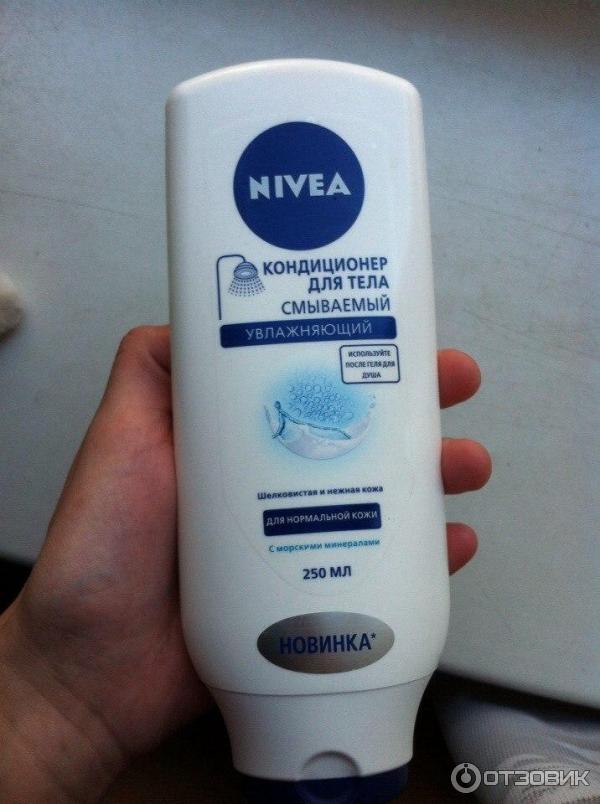 NIVEA
КОНДИЦИОНЕР
ДЛЯ ТЕЛА
СМЫВАЕМЫЙ
УВЛАЖНЯЮЩИЙ
ИСПОЛЬЗУЙТЕ
ПОСЛЕ ГЕЛЯ ДЛЯ
ДУША
Шелковистая и нежная кожа
ДЛЯ НОРМАЛЬНОЙ КОЖИ
С морскими минералами
250 МЛ
НОВИНКА*
ОТЗОВИК